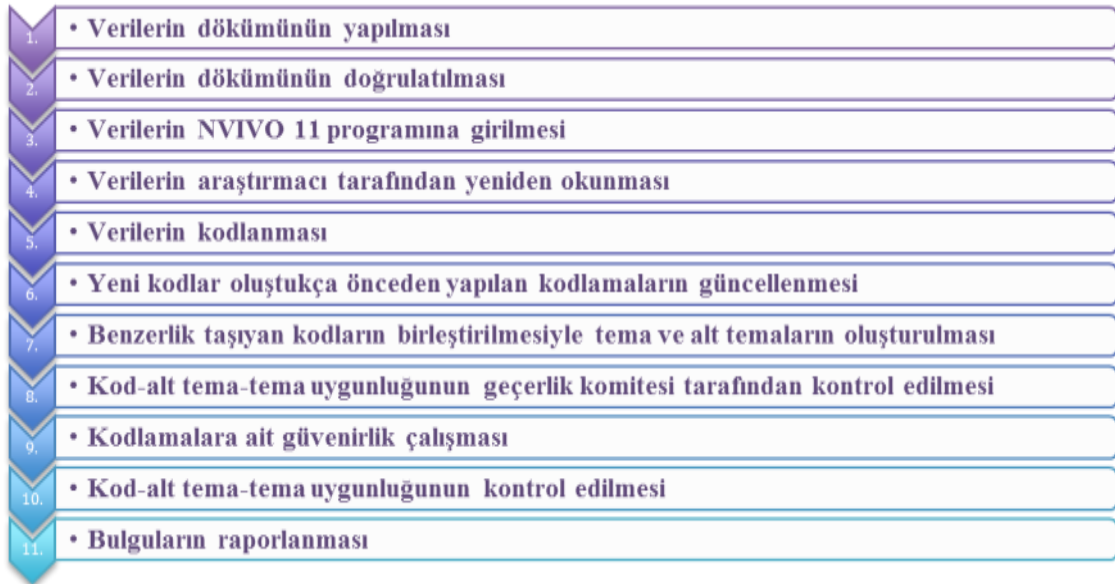 1. • Verilerin dökümünün yapılması
2. • Verilerin dökümünün doğrulatılması
3. • Verilerin NVIVO 11 programına girilmesi
4. • Verilerin araştırmacı tarafından yeniden okunması
5. • Verilerin kodlanması
6. • Yeni kodlar oluştukça önceden yapılan kodlamaların güncellenmesi
7. • Benzerlik taşıyan kodların birleştirilmesiyle tema ve alt temaların oluşturulması
8. • Kod-alt tema-tema uygunluğunun geçerlik komitesi tarafından kontrol edilmesi
9. • Kodlamalara ait güvenirlik çalışması
10. • Kod-alt tema-tema uygunluğunun kontrol edilmesi
11. • Bulguların raporlanması